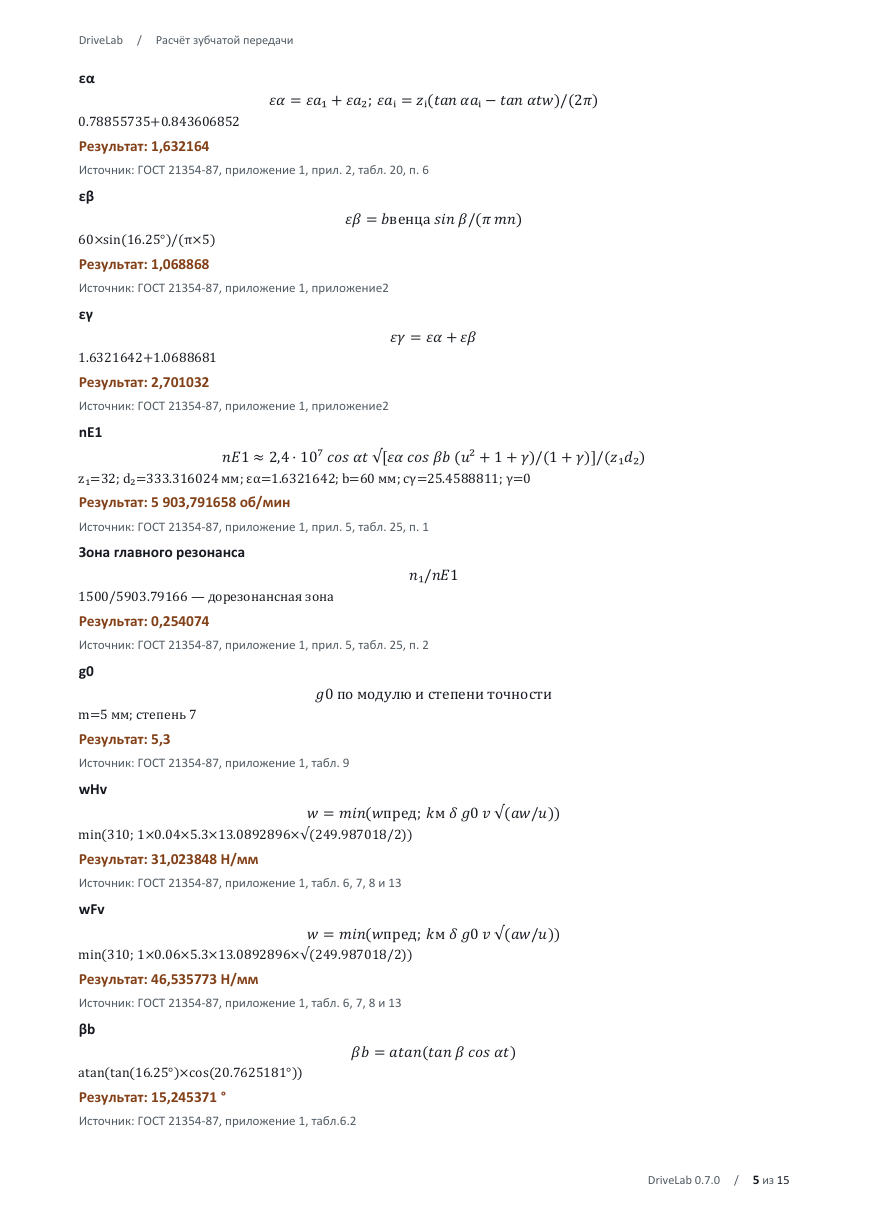 DriveLab / Расчёт зубчатой передачи
εα
εα = εa₁ + εa₂; εaᵢ = zᵢ(tan αaᵢ − tan αtw)/(2π)
0.78855735+0.843606852
Результат: 1,632164
Источник: ГОСТ 21354-87, приложение 1, прил. 2, табл. 20, п. 6
εβ
εβ = bвенца sin β/(π mn)
60×sin(16.25°)/(π×5)
Результат: 1,068868
Источник: ГОСТ 21354-87, приложение 1, приложение2
εγ
εγ = εα + εβ
1.6321642+1.0688681
Результат: 2,701032
Источник: ГОСТ 21354-87, приложение 1, приложение2
nE1
nE1 ≈ 2,4 · 10⁷ cos αt √[εα cos βb (u² + 1 + γ)/(1 + γ)]/(z₁d₂)
z₁=32; d₂=333.316024 мм; εα=1.6321642; b=60 мм; cγ=25.4588811; γ=0
Результат: 5 903,791658 об/мин
Источник: ГОСТ 21354-87, приложение 1, прил. 5, табл. 25, п. 1
Зона главного резонанса
n₁/nE1
1500/5903.79166 — дорезонансная зона
Результат: 0,254074
Источник: ГОСТ 21354-87, приложение 1, прил. 5, табл. 25, п. 2
g0
g0 по модулю и степени точности
m=5 мм; степень 7
Результат: 5,3
Источник: ГОСТ 21354-87, приложение 1, табл. 9
wHv
w = min(wпред; kм δ g0 v √(aw/u))
min(310; 1×0.04×5.3×13.0892896×√(249.987018/2))
Результат: 31,023848 Н/мм
Источник: ГОСТ 21354-87, приложение 1, табл. 6, 7, 8 и 13
wFv
w = min(wпред; kм δ g0 v √(aw/u))
min(310; 1×0.06×5.3×13.0892896×√(249.987018/2))
Результат: 46,535773 Н/мм
Источник: ГОСТ 21354-87, приложение 1, табл. 6, 7, 8 и 13
βb
βb = atan(tan β cos αt)
atan(tan(16.25°)×cos(20.7625181°))
Результат: 15,245371 °
Источник: ГОСТ 21354-87, приложение 1, табл.6.2
DriveLab 0.7.0 / 5 из 15